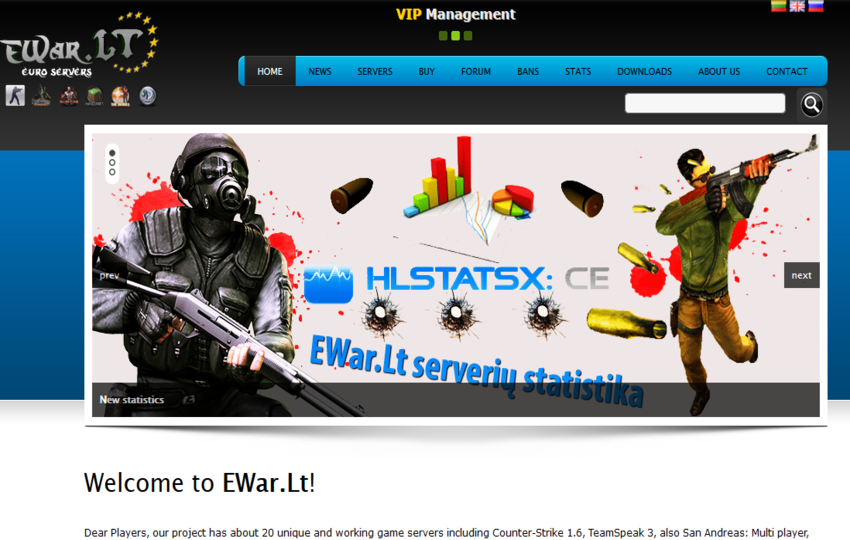 VIP Management
EWar.LT
EURO SERVERS
HOME NEWS SERVERS BUY FORUM BANS STATS DOWNLOADS ABOUT US CONTACT
prev
HLSTATSX: CE
next
EWar.Lt serverių statistika
New statistics
Welcome to EWar.Lt!
Dear Players, our project has about 20 unique and working game servers including Counter-Strike 1.6, TeamSpeak 3, also San Andreas: Multi player,